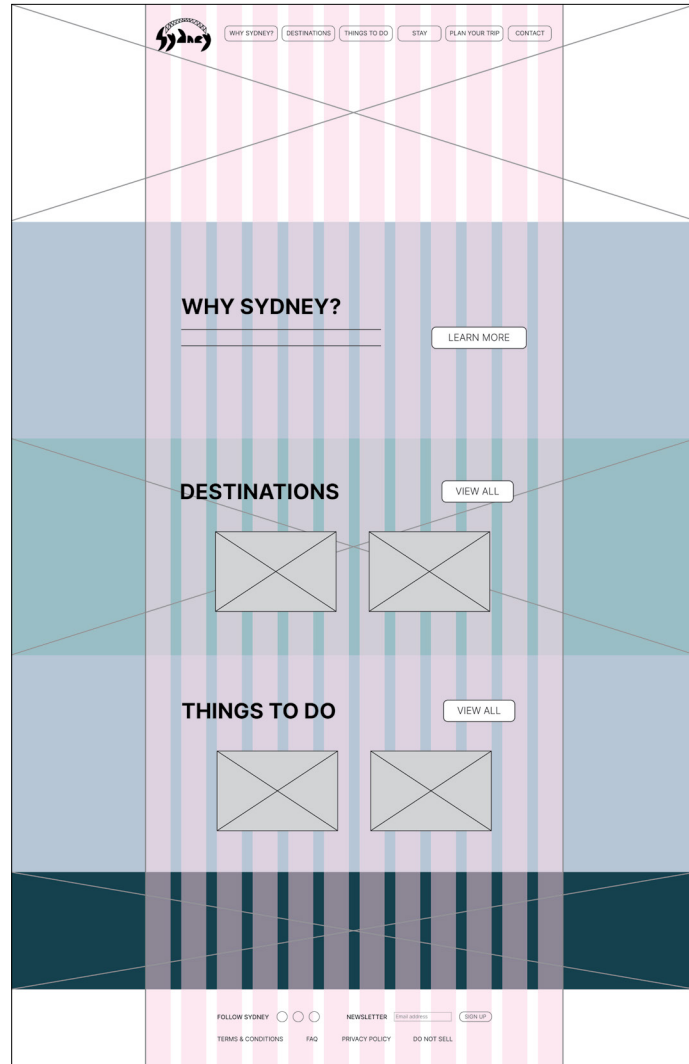 Sydney
WHY SYDNEY? DESTINATIONS THINGS TO DO STAY PLAN YOUR TRIP CONTACT
WHY SYDNEY?
LEARN MORE
DESTINATIONS VIEW ALL
THINGS TO DO VIEW ALL
FOLLOW SYDNEY NEWSLETTER Email address SIGN UP
TERMS & CONDITIONS FAQ PRIVACY POLICY DO NOT SELL